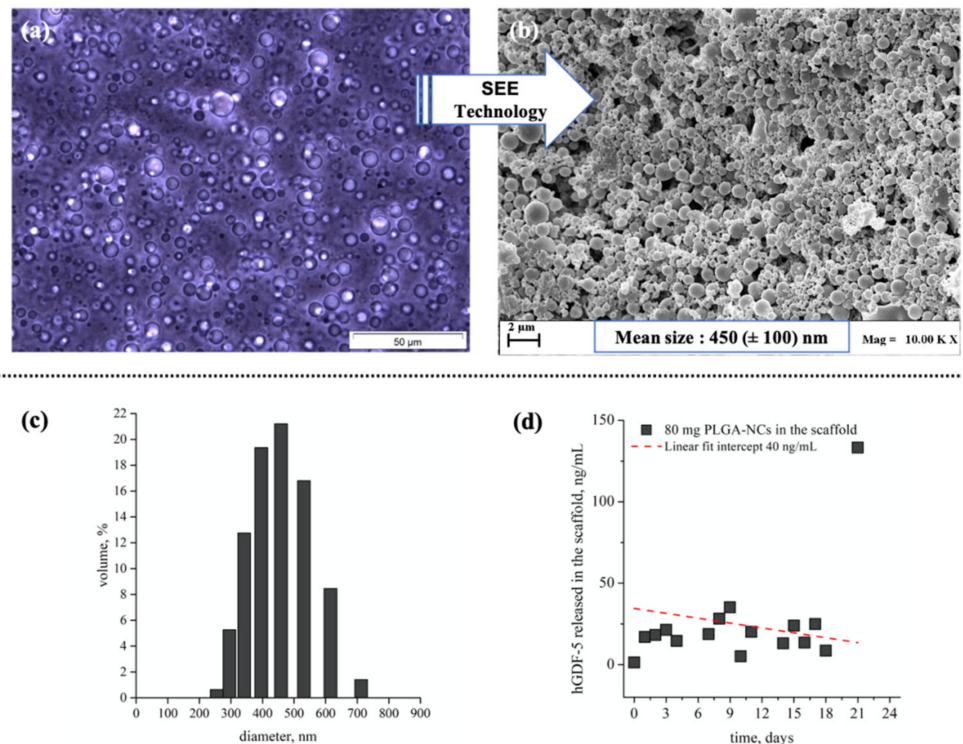 (a)
(b)
SEE
Technology
50 µm
2 µm
Mean size : 450 (± 100) nm
Mag = 10.00 K X
(c)
22
20
18
16
14
12
10
8
6
4
2
0
volume, %
0 100 200 300 400 500 600 700 800 900
diameter, nm
(d)
80 mg PLGA-NCs in the scaffold
Linear fit intercept 40 ng/mL
150
100
50
0
hGDF-5 released in the scaffold, ng/mL
0 3 6 9 12 15 18 21 24
time, days